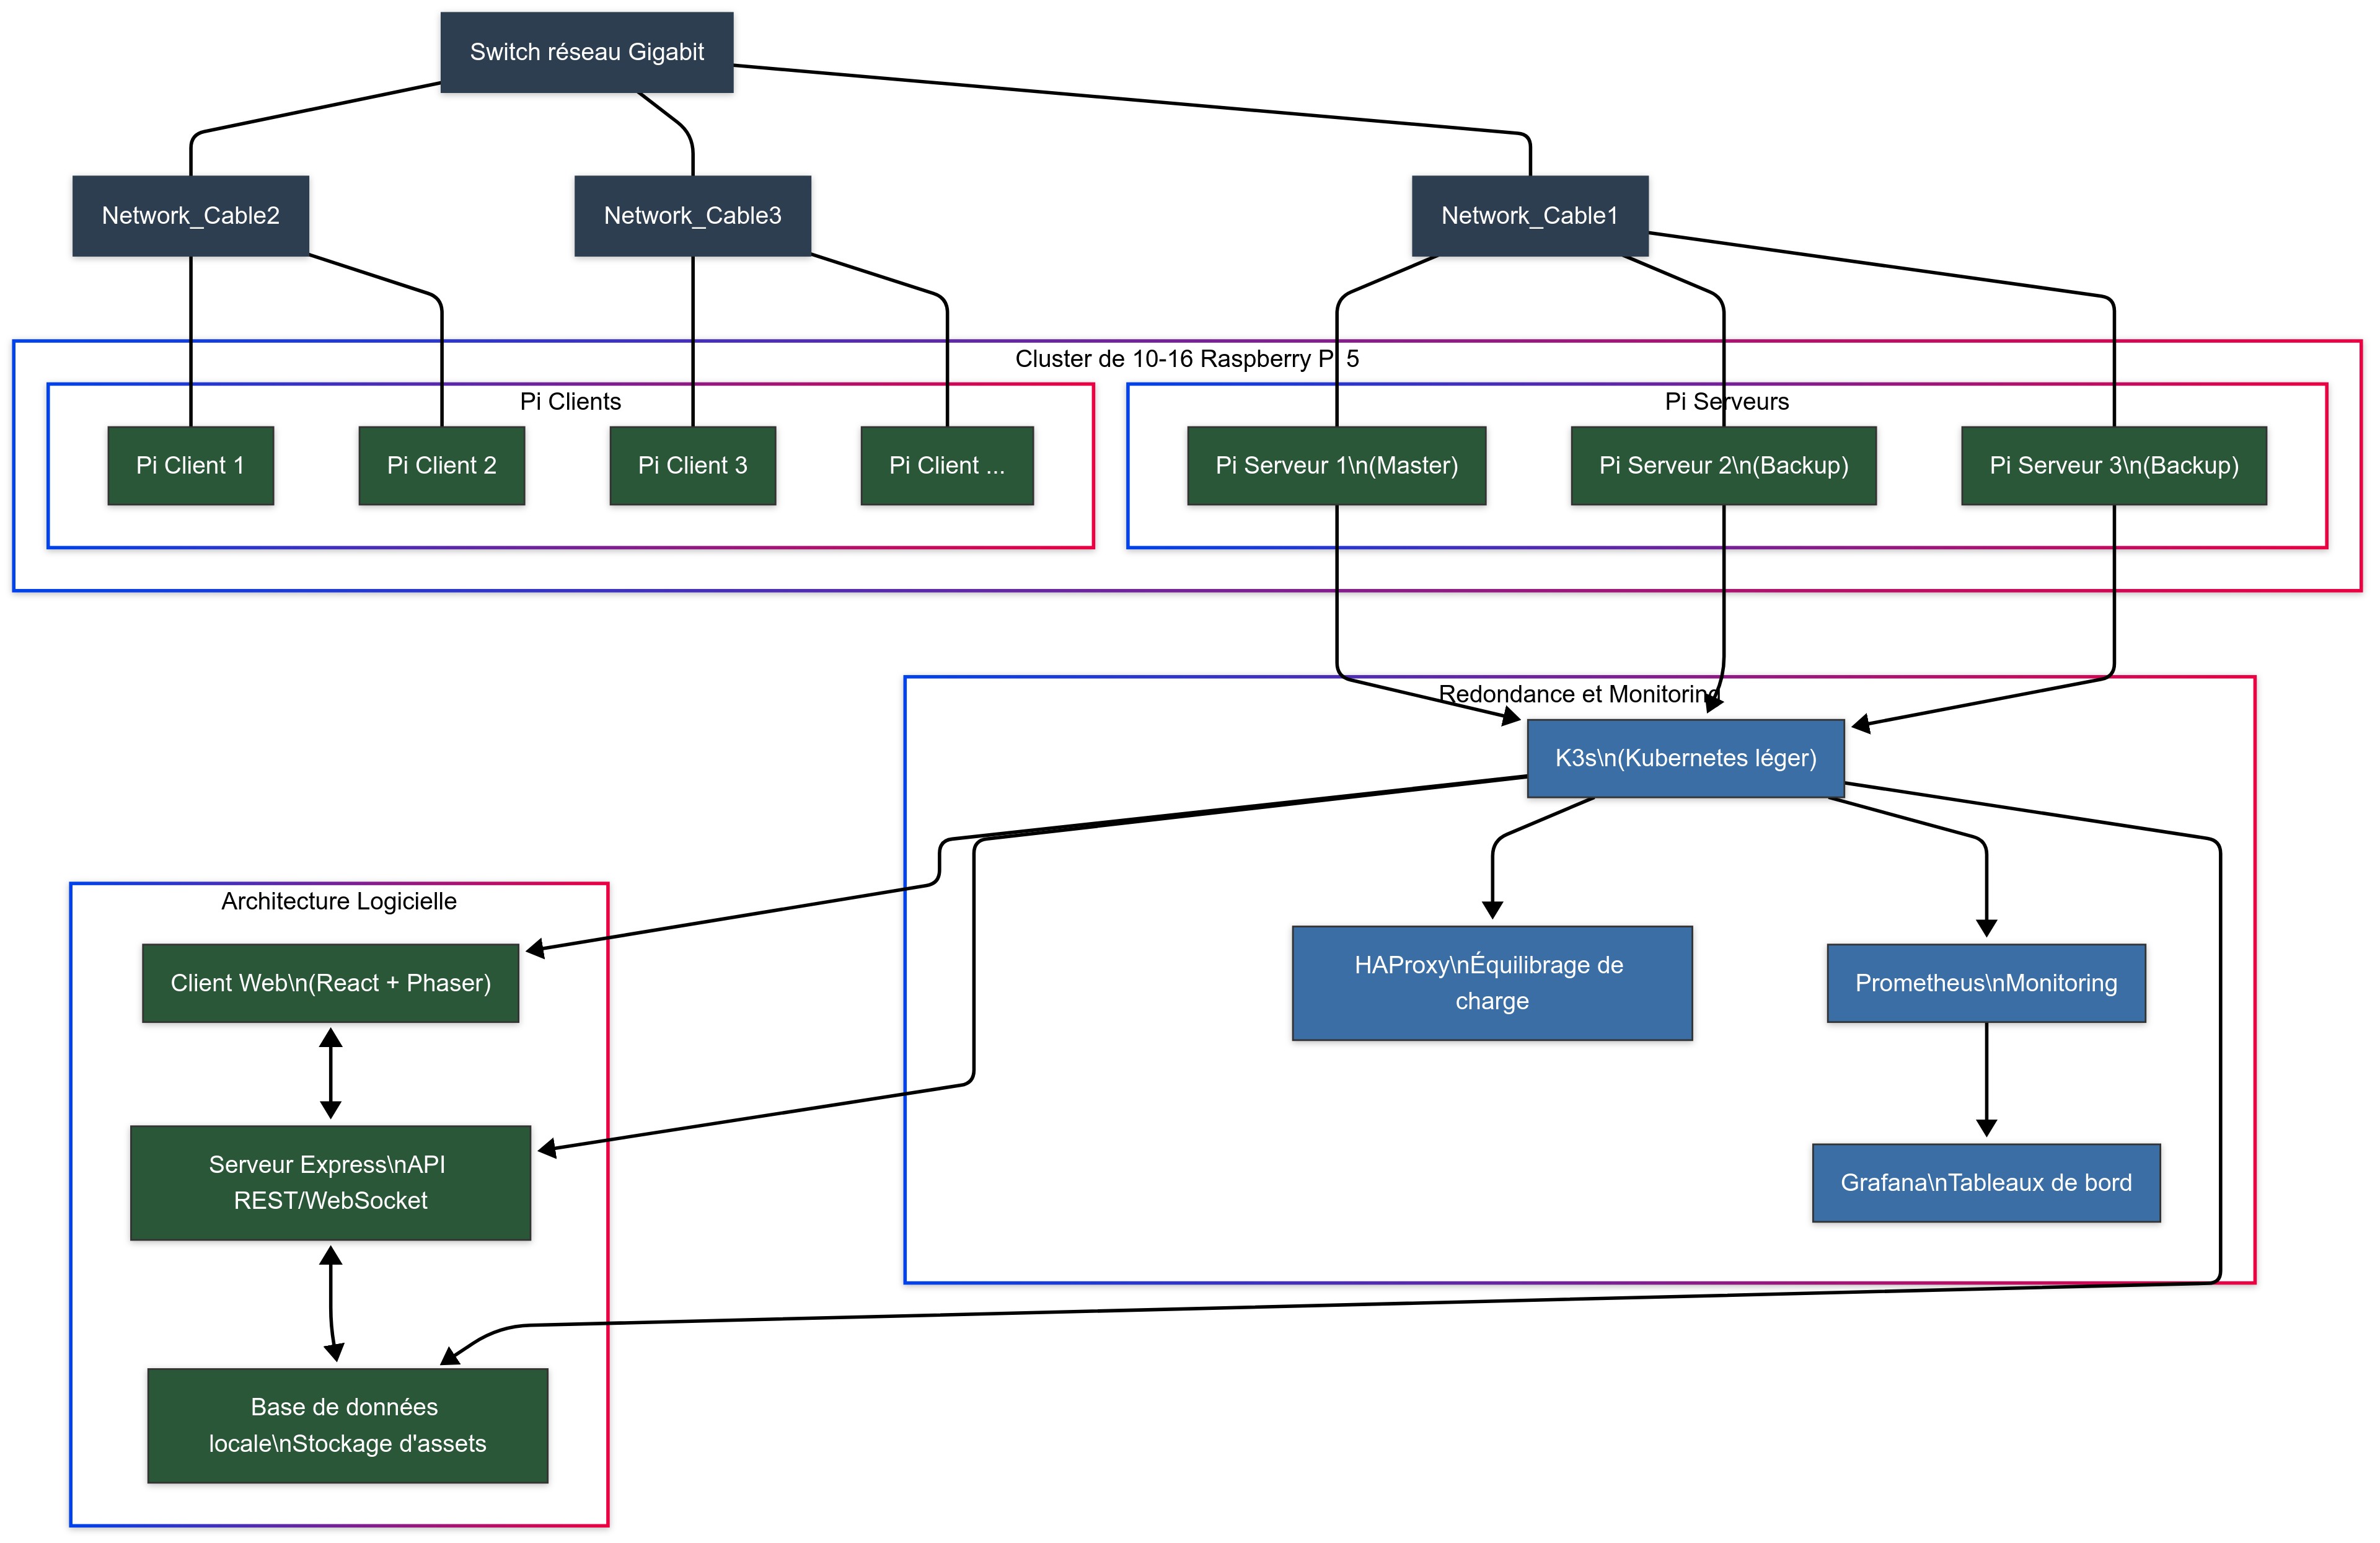 Switch réseau Gigabit
Network_Cable2
Network_Cable3
Network_Cable1
Cluster de 10-16 Raspberry Pi 5
Pi Clients
Pi Serveurs
Pi Client 1
Pi Client 2
Pi Client 3
Pi Client ...
Pi Serveur 1\n(Master)
Pi Serveur 2\n(Backup)
Pi Serveur 3\n(Backup)
Redondance et Monitoring
K3s\n(Kubernetes léger)
Architecture Logicielle
Client Web\n(React + Phaser)
HAProxy\nÉquilibrage de
charge
Prometheus\nMonitoring
Serveur Express\nAPI
REST/WebSocket
Grafana\nTableaux de bord
Base de données
locale\nStockage d'assets